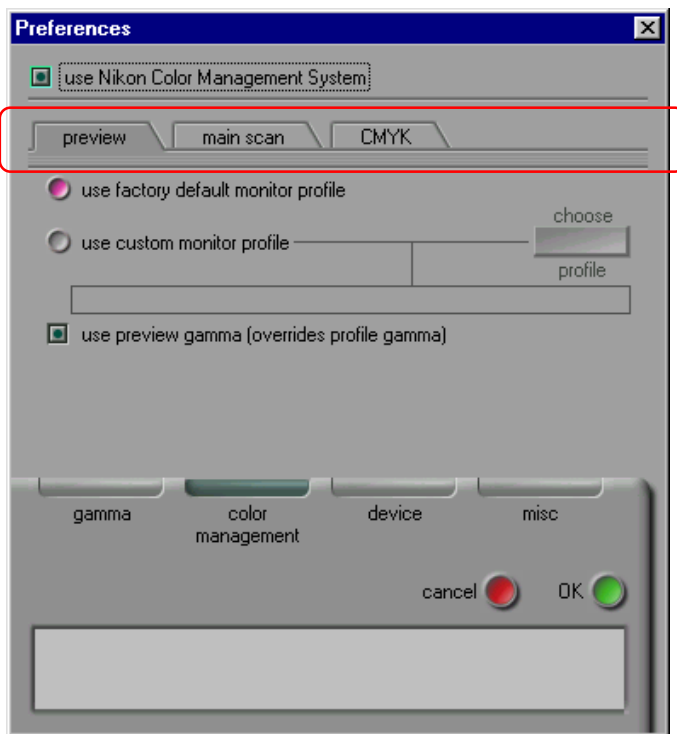 Preferences
use Nikon Color Management System
preview main scan CMYK
use factory default monitor profile
choose
use custom monitor profile
profile
use preview gamma (overrides profile gamma)
gamma color management device misc
cancel OK